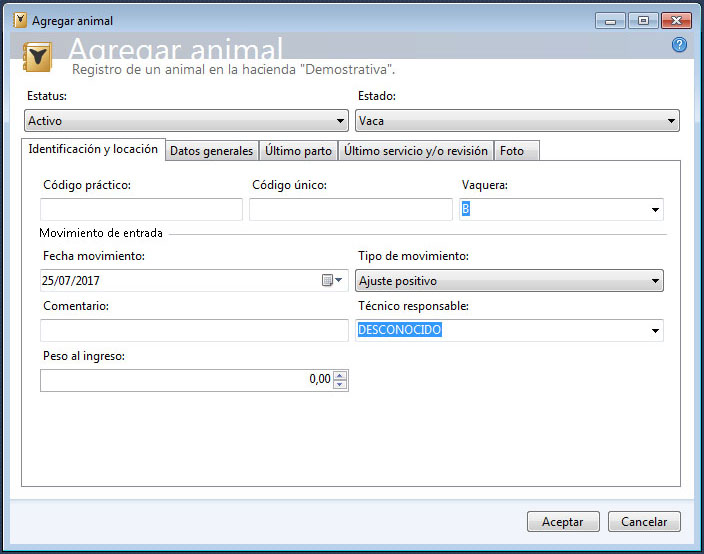 Agregar animal
Agregar animal
?
Registro de un animal en la hacienda "Demostrativa".
Estatus: Estado:
Activo Vaca
Identificación y locación Datos generales Último parto Último servicio y/o revisión Foto
Código práctico: Código único: Vaquera:
B
Movimiento de entrada
Fecha movimiento: Tipo de movimiento:
25/07/2017 Ajuste positivo
Comentario: Técnico responsable:
DESCONOCIDO
Peso al ingreso:
0,00
Aceptar Cancelar